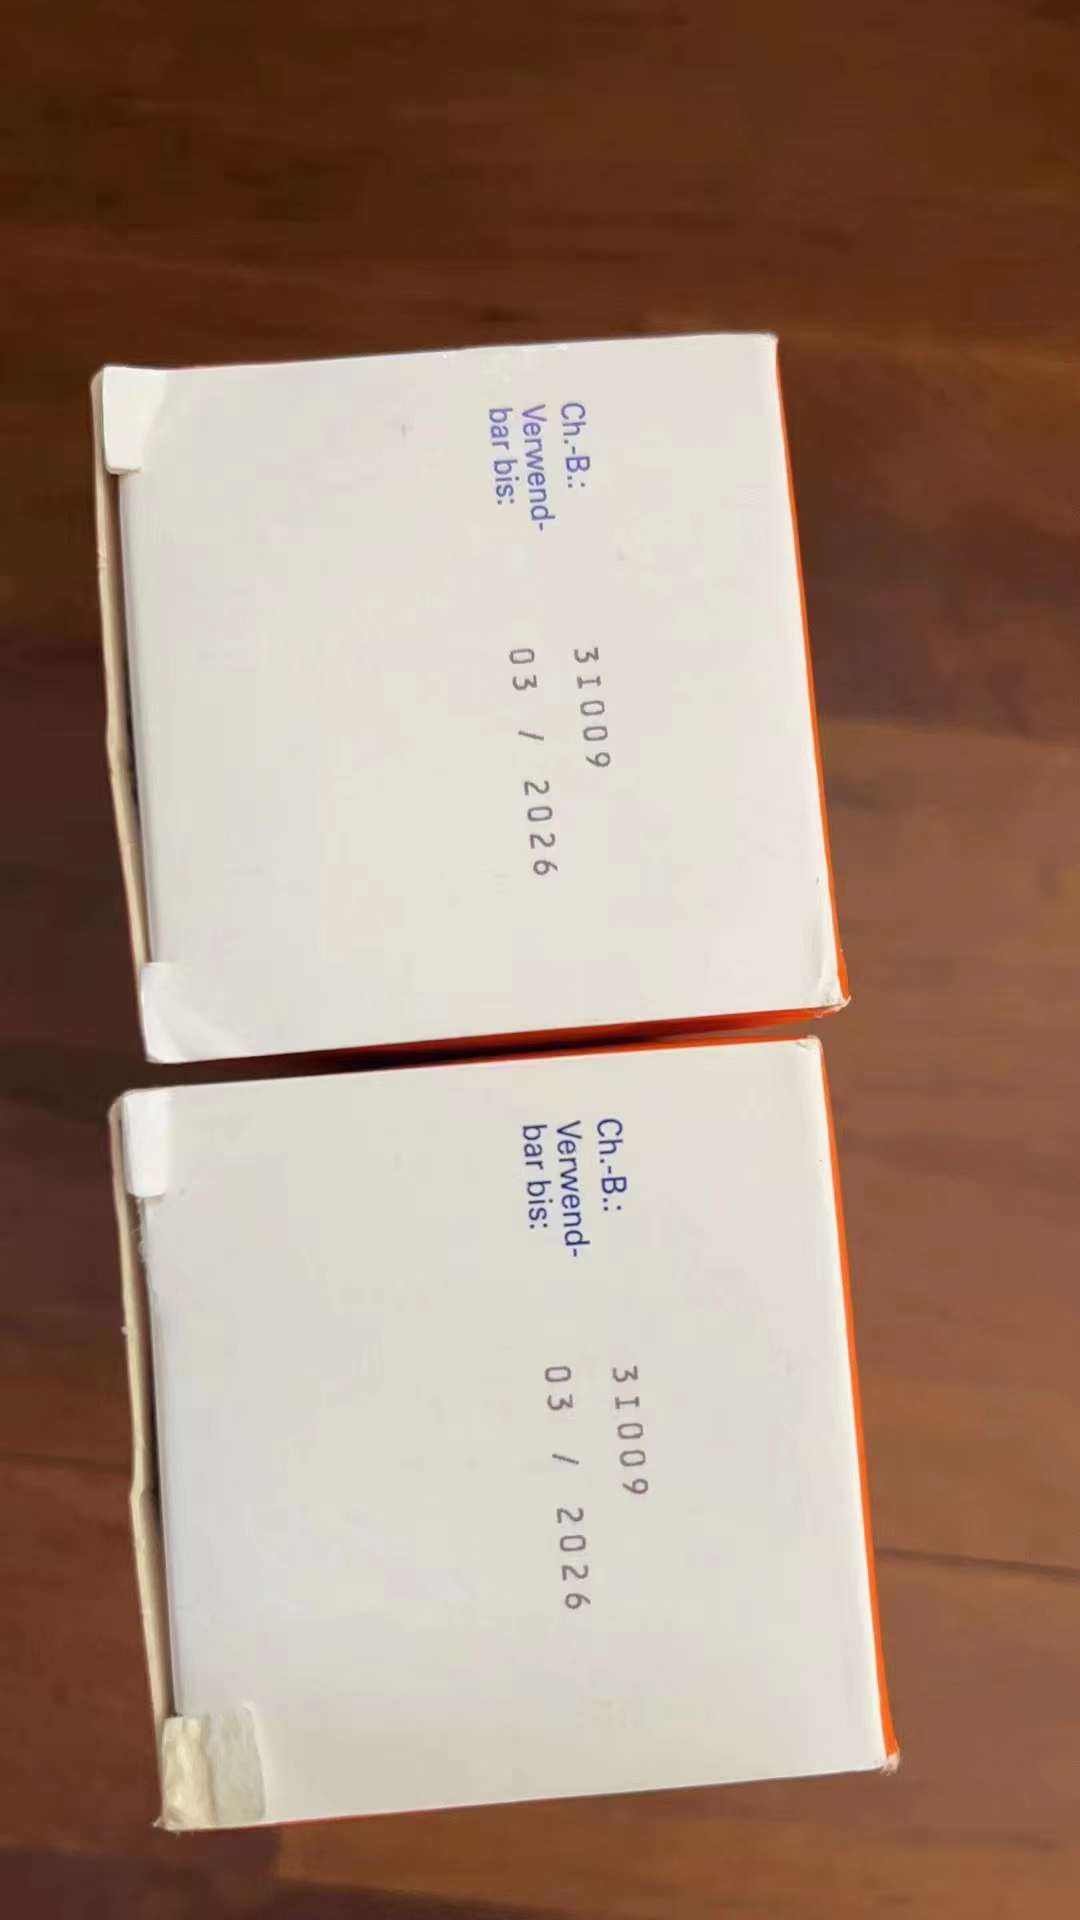 Ch.-B.: 31009
Verwend-
bar bis: 03 / 2026
Ch.-B.: 31009
Verwend-
bar bis: 03 / 2026